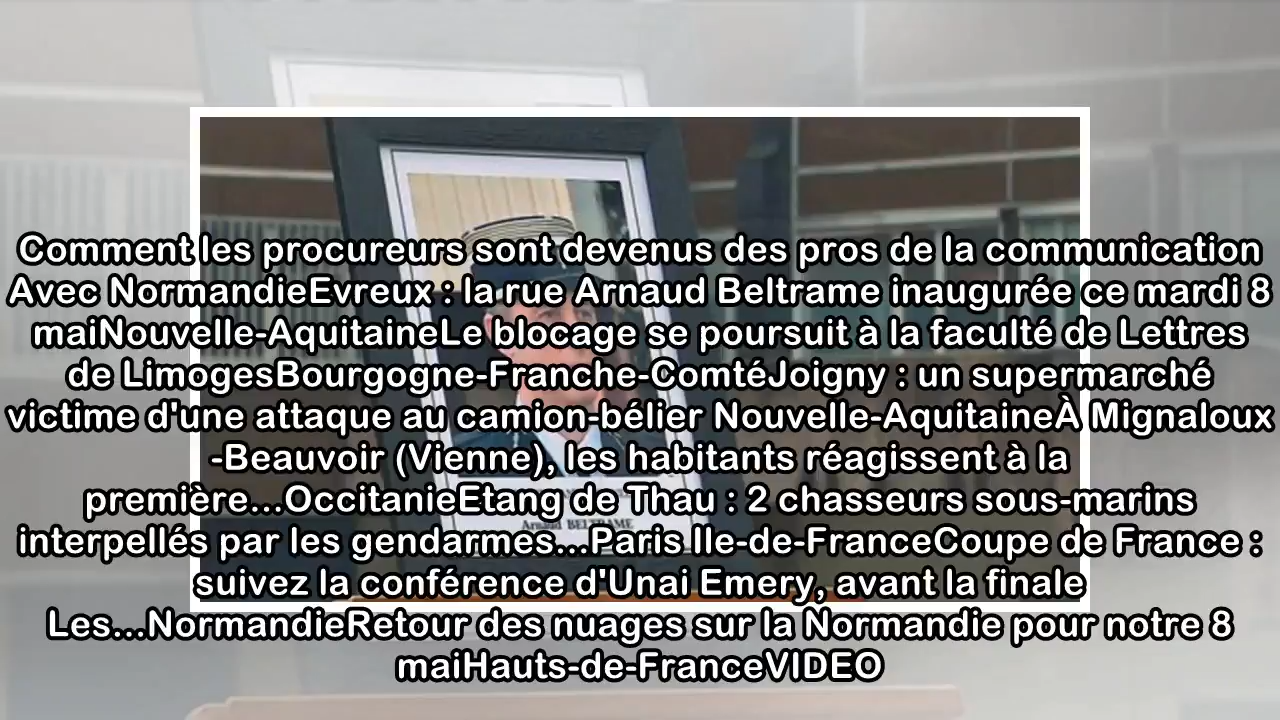 Comment les procureurs sont devenus des pros de la communication
Avec NormandieEvreux : la rue Arnaud Beltrame inaugurée ce mardi 8
maiNouvelle-AquitaineLe blocage se poursuit à la faculté de Lettres
de LimogesBourgogne-Franche-ComtéJoigny : un supermarché
victime d'une attaque au camion-bélier Nouvelle-AquitaineÀ Mignaloux
-Beauvoir (Vienne), les habitants réagissent à la
première...OccitanieEtang de Thau : 2 chasseurs sous-marins
interpellés par les gendarmes...Paris Ile-de-FranceCoupe de France :
suivez la conférence d'Unai Emery, avant la finale
Les...NormandieRetour des nuages sur la Normandie pour notre 8
maiHauts-de-FranceVIDEO
Arnaud BELTRAME